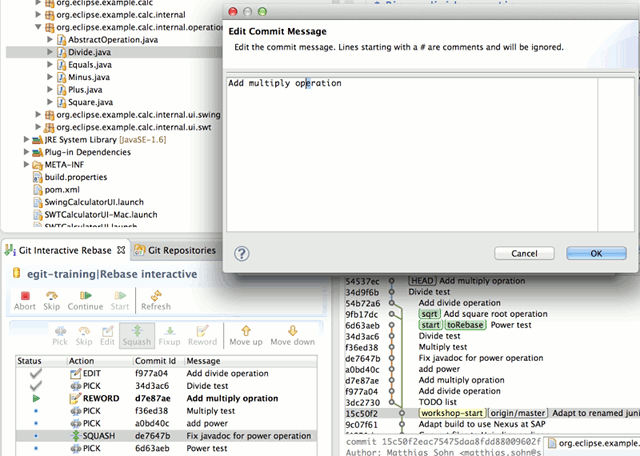 org.eclipse.example.calc
org.eclipse.example.calc.internal
org.eclipse.example.calc.internal.operation
AbstractOperation.java
Divide.java
Equals.java
Minus.java
Plus.java
Square.java
org.eclipse.example.calc.internal.ui.swing
org.eclipse.example.calc.internal.ui.swt
JRE System Library [JavaSE-1.6]
Plug-in Dependencies
META-INF
build.properties
pom.xml
SwingCalculatorUI.launch
SWTCalculatorUI-Mac.launch
SWTCalculatorUI.launch
Edit Commit Message
Edit the commit message. Lines starting with a # are comments and will be ignored.
Add multiply operation
Cancel
OK
Git Interactive Rebase
Git Repositories
egit-training|Rebase interactive
Abort Skip Continue Start Refresh
Pick Skip Edit Squash Fixup Reword Move up Move down
Status Action Commit Id Message
EDIT f977a04 Add divide operation
PICK 34d3ac6 Divide test
REWORD d7e87ae Add multiply opration
PICK f36ed38 Multiply test
PICK a0bd40c add power
SQUASH de7647b Fix javadoc for power operation
PICK 6d63aeb Power test
54537ec HEAD Add multiply opration
34d9f6b Divide test
54b72a6 Add divide operation
9fb17dc sqrt Add square root operation
6d63aeb start toRebase Power test
34d3ac6 Divide test
f36ed38 Multiply test
de7647b Fix javadoc for power operation
a0bd40c add power
d7e87ae Add multiply opration
f977a04 Add divide operation
3dc2730 TODO list
15c50f2 workshop-start origin/master Adapt to renamed juni
9c07f61 Adapt build to use Nexus at SAP
commit 15c50f2eac75475daa8fdd88009602f
org.eclipse.example.
Author: Matthias Sohn <matthias.sohn@s